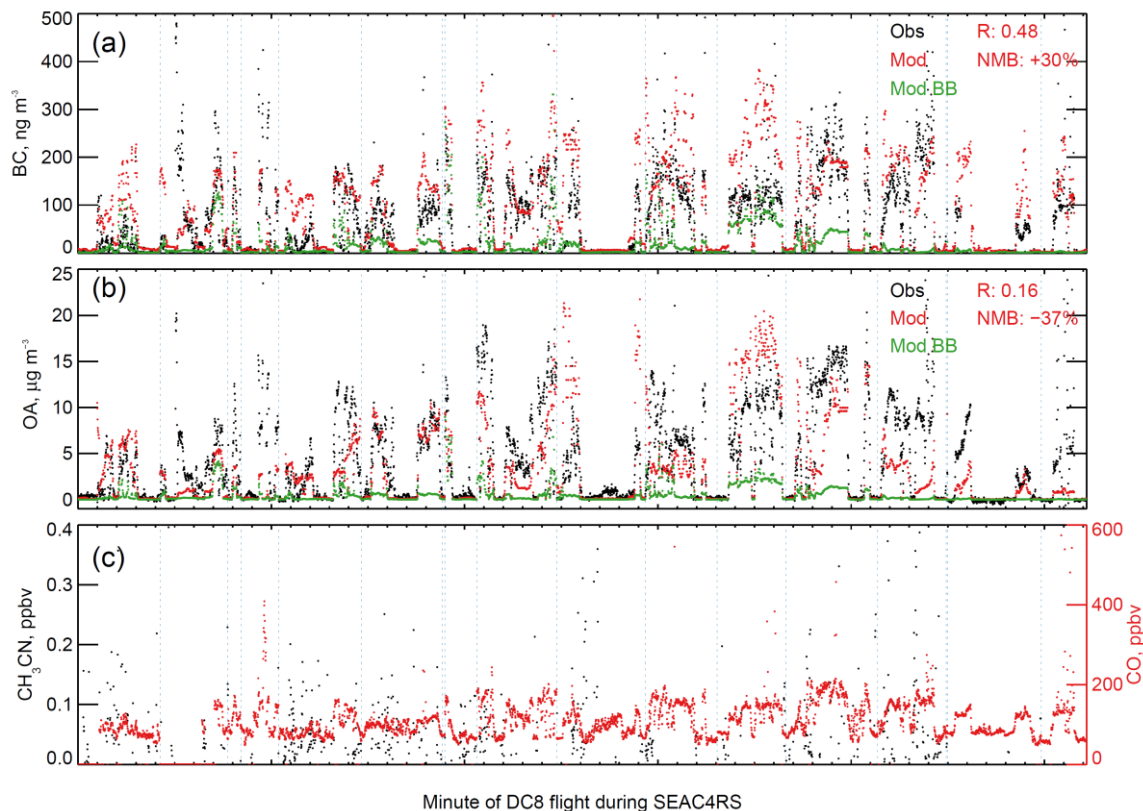 (a)
Obs R: 0.48
Mod NMB: +30%
Mod BB
500
400
300
200
100
0
BC, ng m⁻³
(b)
Obs R: 0.16
Mod NMB: −37%
Mod BB
25
20
15
10
5
0
OA, µg m⁻³
(c)
0.4
0.3
0.2
0.1
0.0
CH₃CN, ppbv
600
400
200
0
CO, ppbv
Minute of DC8 flight during SEAC4RS